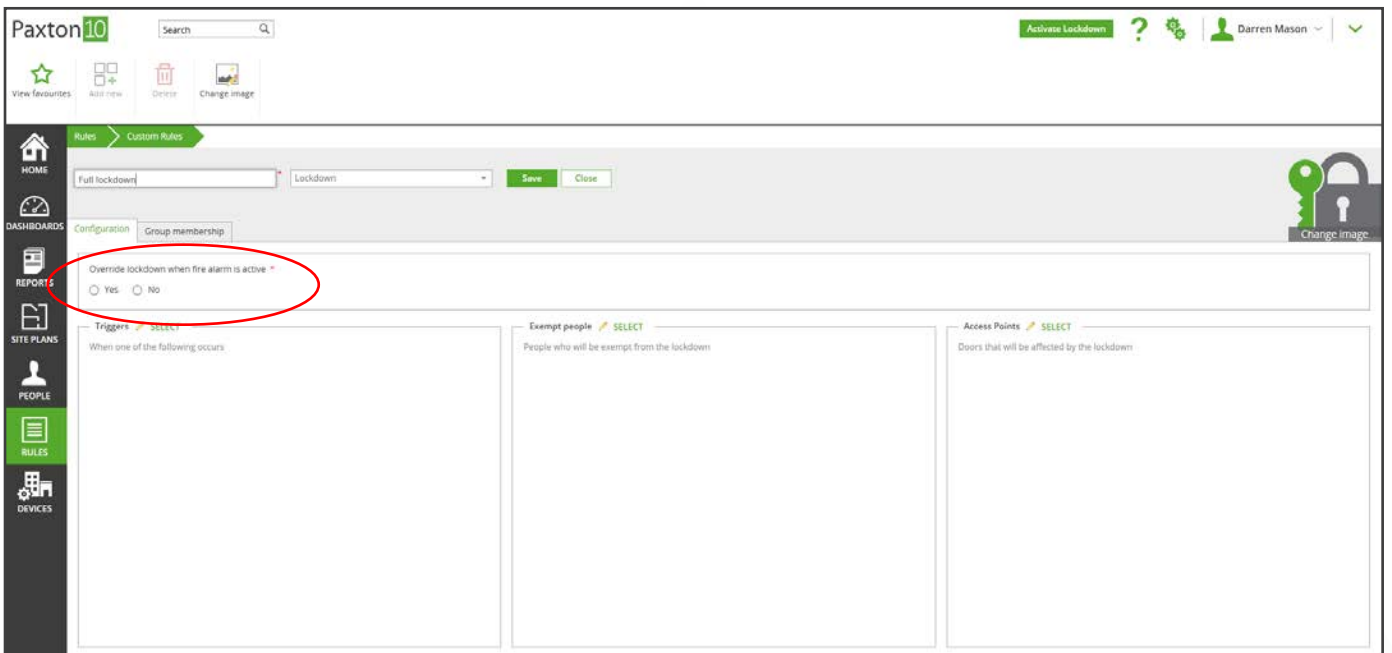 Paxton10
Search
Activate Lockdown
?
Darren Mason
View favourites
Add new
Delete
Change image
Rules
Custom Rules
HOME
Full lockdown
*
Lockdown
Save
Close
Change image...
DASHBOARDS
Configuration
Group membership
REPORTS
Override lockdown when fire alarm is active *
Yes No
SITE PLANS
Triggers SELECT
When one of the following occurs
Exempt people SELECT
People who will be exempt from the lockdown
Access Points SELECT
Doors that will be affected by the lockdown
PEOPLE
RULES
DEVICES